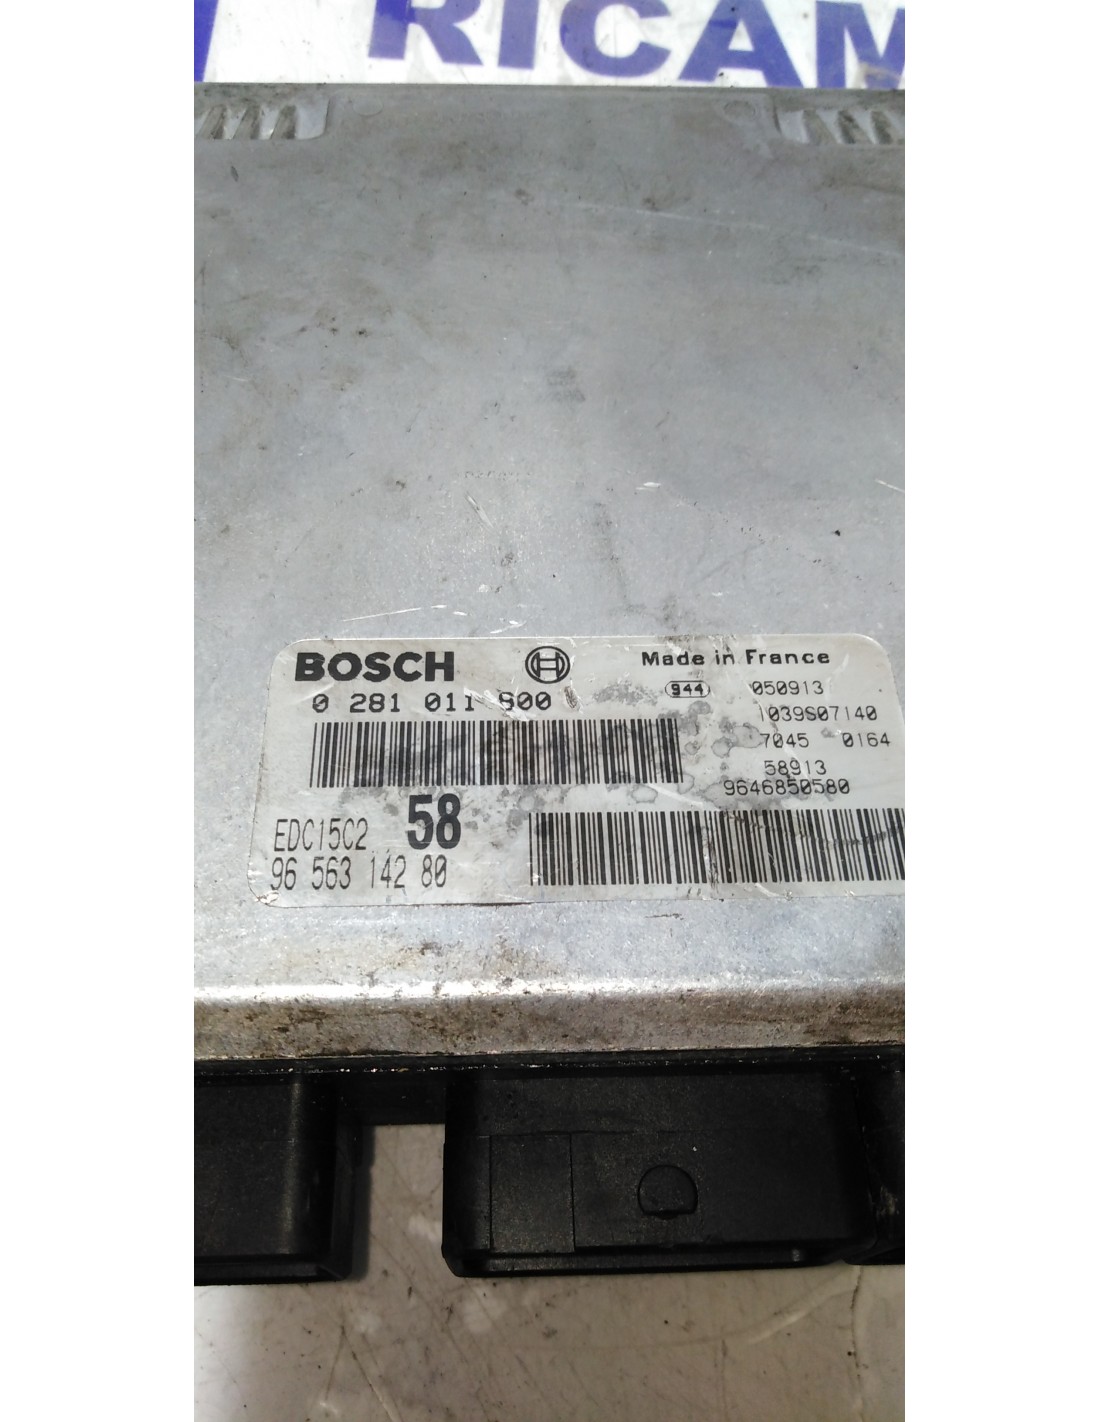 RICAM
BOSCH
Made in France
0 281 011 800
944 050913
1039S07140
7045 0164
58913
9646850580
58
EDC15C2
96 563 142 80